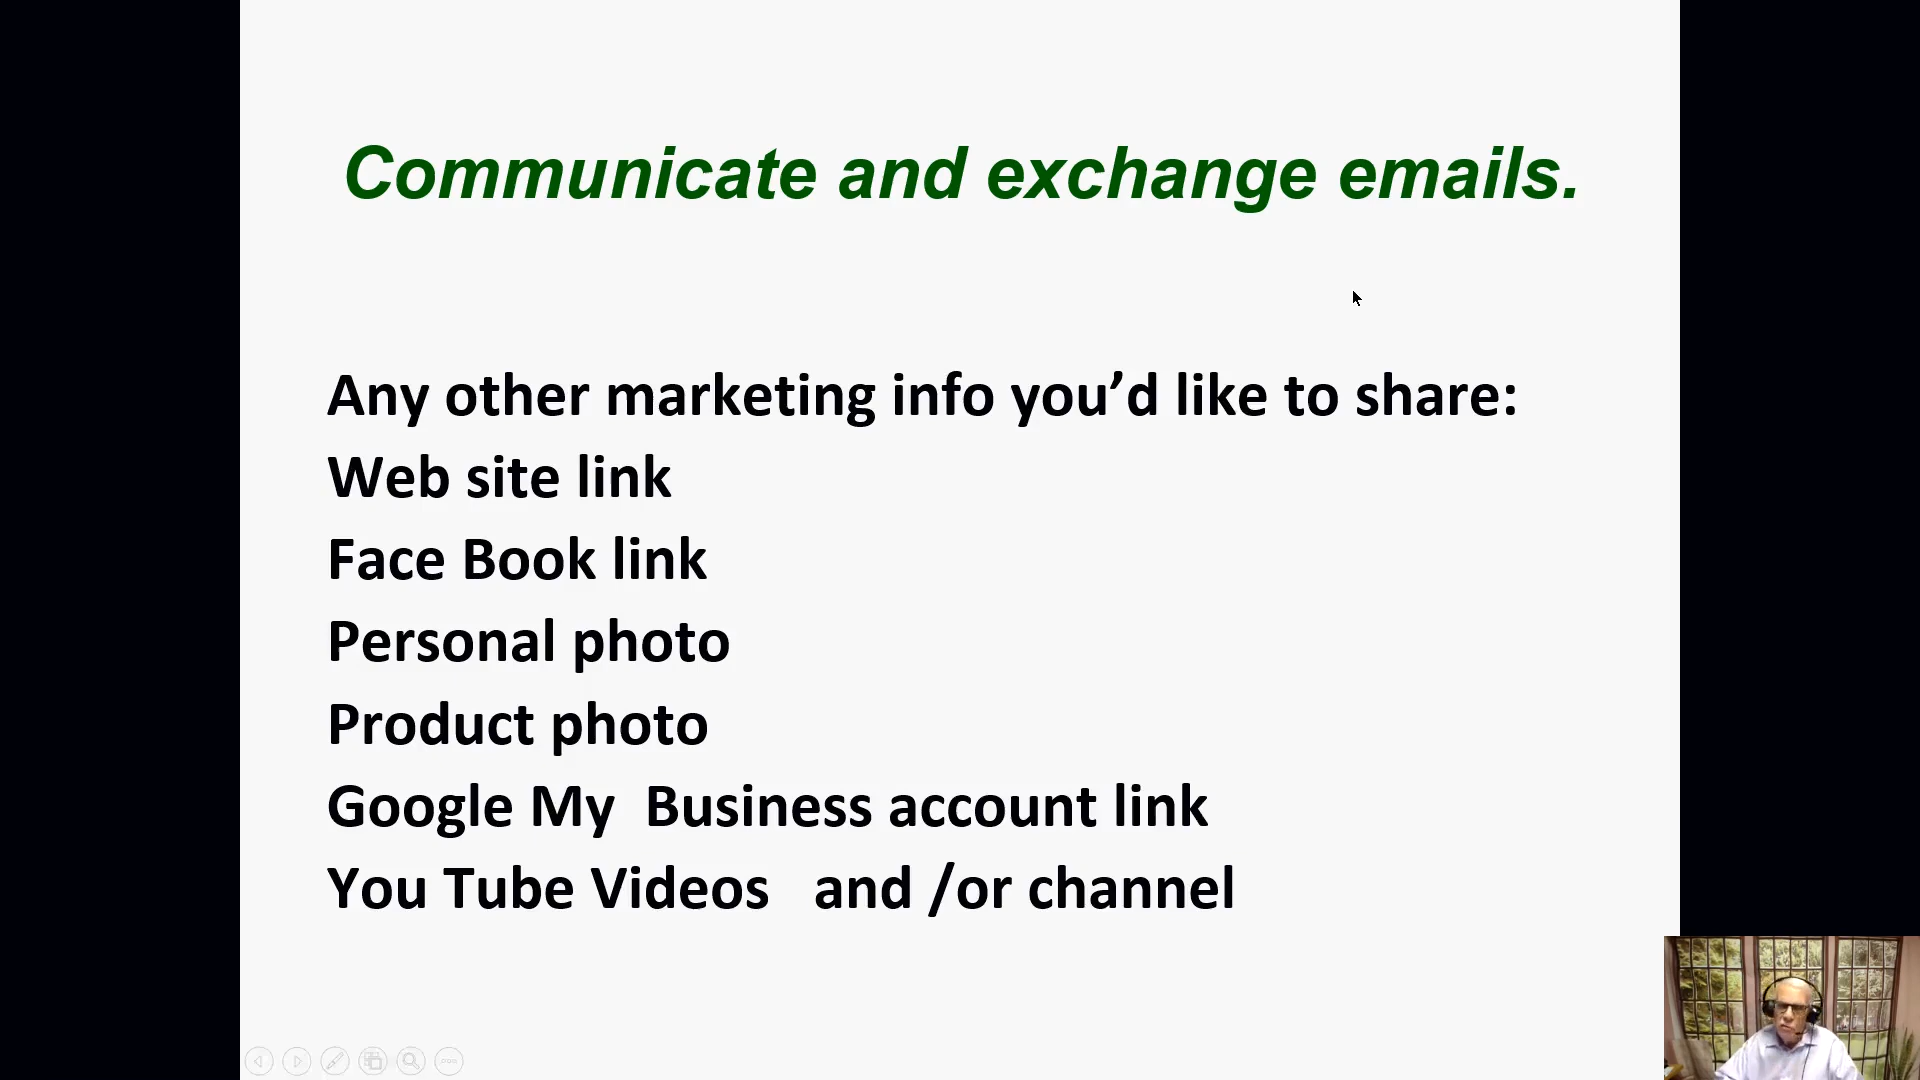 Communicate and exchange emails.
Any other marketing info you’d like to share:
Web site link
Face Book link
Personal photo
Product photo
Google My  Business account link
You Tube Videos   and /or channel